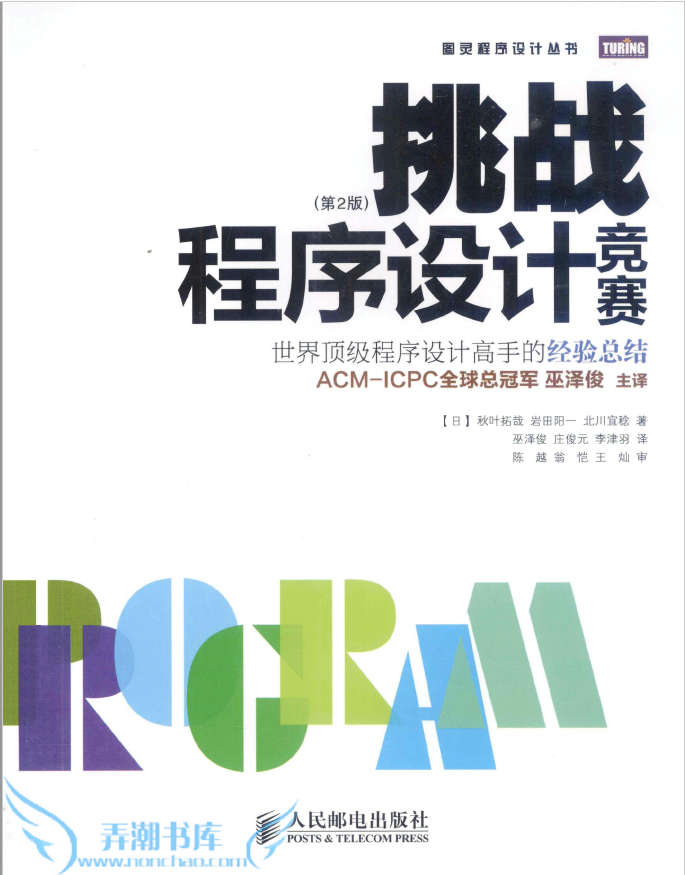 图灵程序设计丛书 TURING
挑战
(第2版)
程序设计竞赛
世界顶级程序设计高手的经验总结
ACM-ICPC全球总冠军 巫泽俊 主译
【日】秋叶拓哉 岩田阳一 北川宜稔 著
巫泽俊 庄俊元 李津羽 译
陈 越 翁 恺 王 灿 审
PROGRAM
人民邮电出版社
POSTS & TELECOM PRESS
弄潮书库
www.nonchao.com